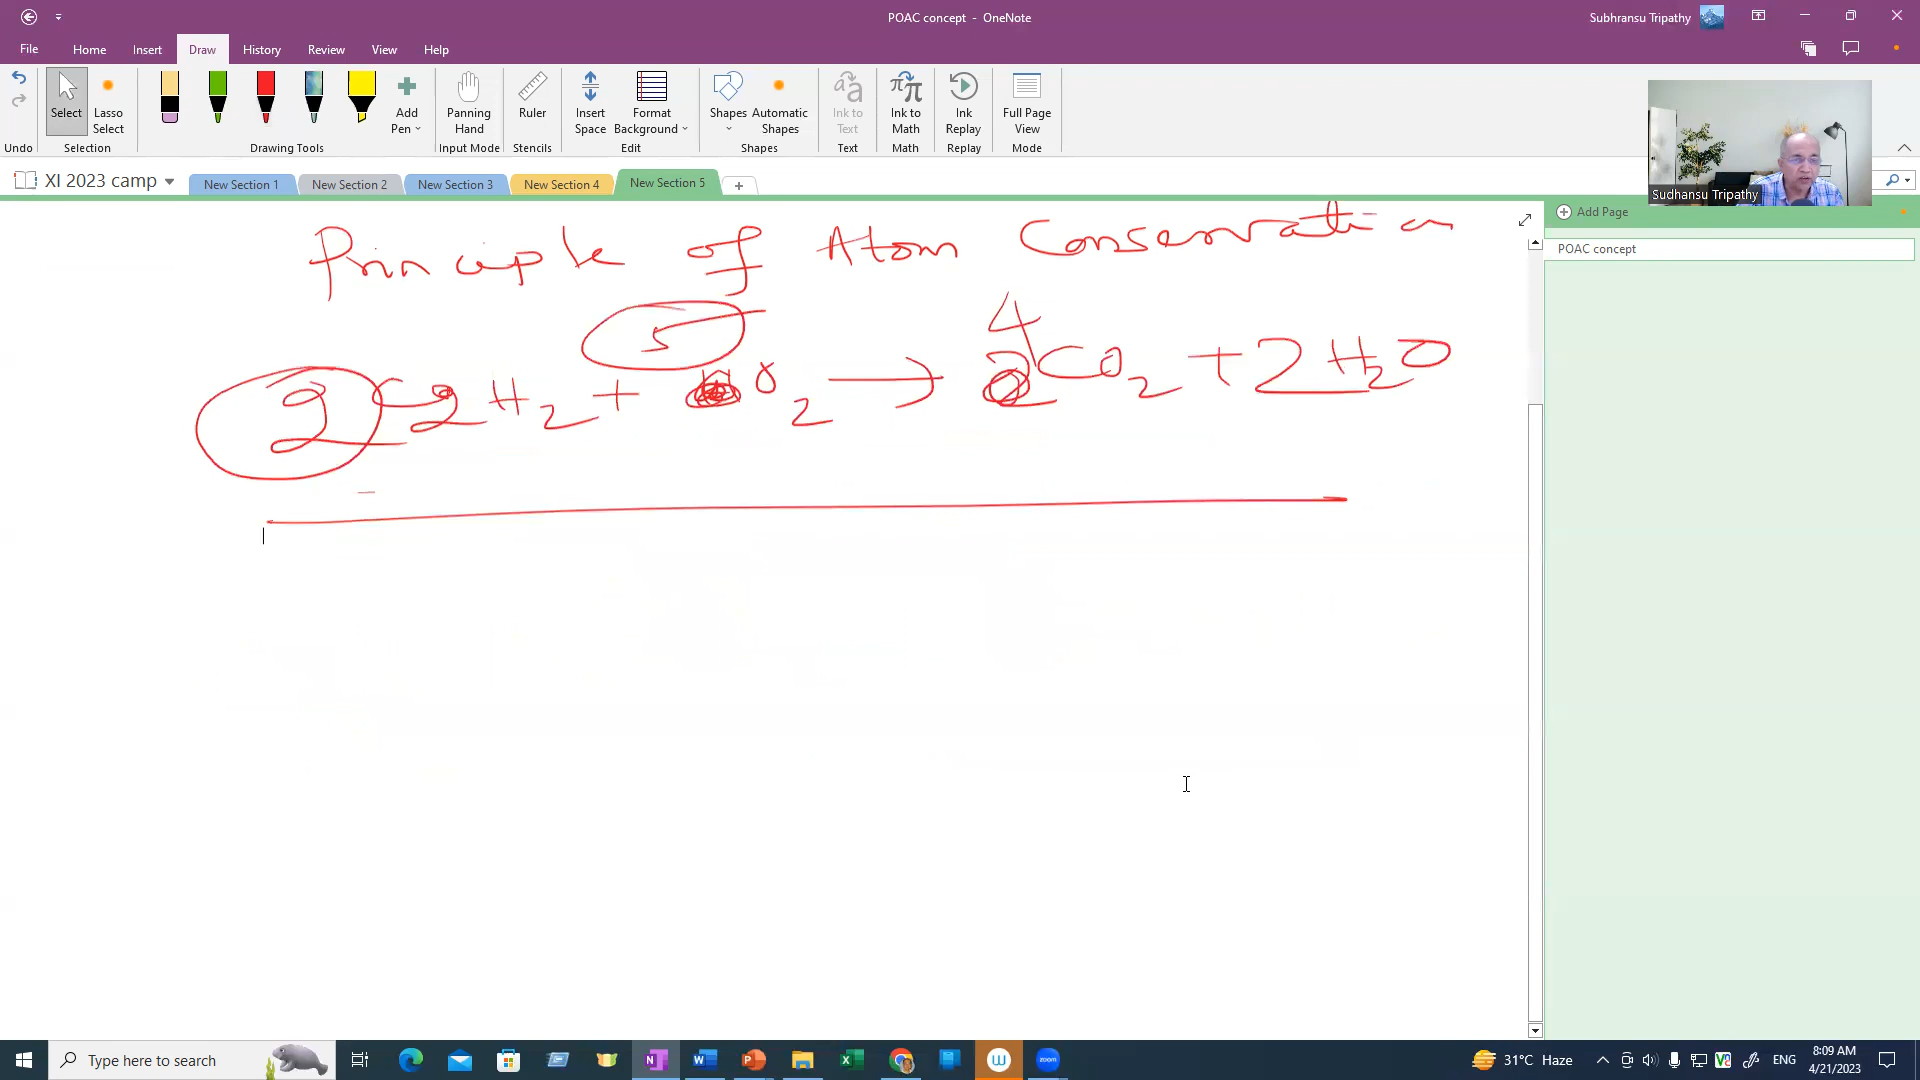 POAC concept - OneNote
Subhransu Tripathy
File Home Insert Draw History Review View Help
Undo
Select
Lasso Select
Selection
Drawing Tools
Add Pen
Panning Hand
Input Mode
Ruler
Stencils
Insert Space
Format Background
Edit
Shapes
Automatic Shapes
Shapes
Ink to Text
Text
Ink to Math
Math
Ink Replay
Replay
Full Page View
Mode
Sudhansu Tripathy
XI 2023 camp
New Section 1 New Section 2 New Section 3 New Section 4 New Section 5
Add Page
POAC concept
Principle of Atom Conservation
5 4
2 C2H2 + O2 → CO2 + 2H2O
Type here to search
31°C Haze
ENG
8:09 AM
4/21/2023